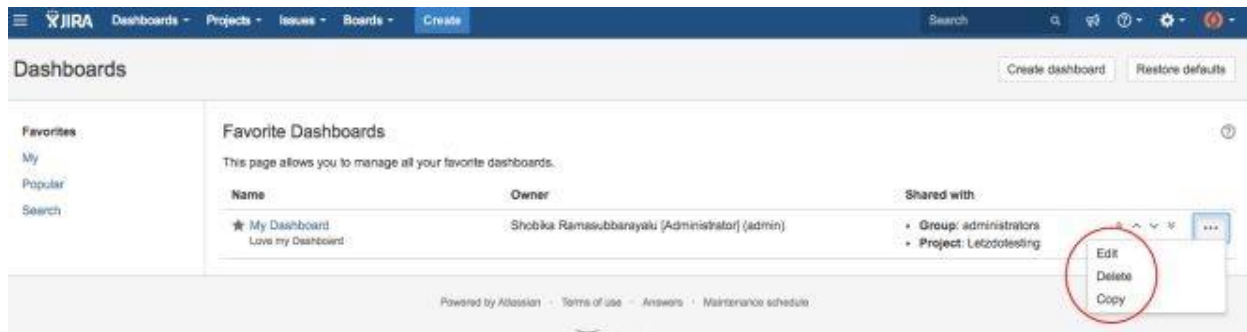 JIRA Dashboards Projects Issues Boards Create Search
Dashboards Create dashboard Restore defaults
Favorites
My
Popular
Search
Favorite Dashboards
This page allows you to manage all your favorite dashboards.
Name Owner Shared with
My Dashboard Shobika Ramasubbarayalu [Administrator] (admin) • Group: administrators
Love my Dashboard • Project: Letzdotesting
Edit
Delete
Copy
Powered by Atlassian · Terms of use · Answers · Maintenance schedule